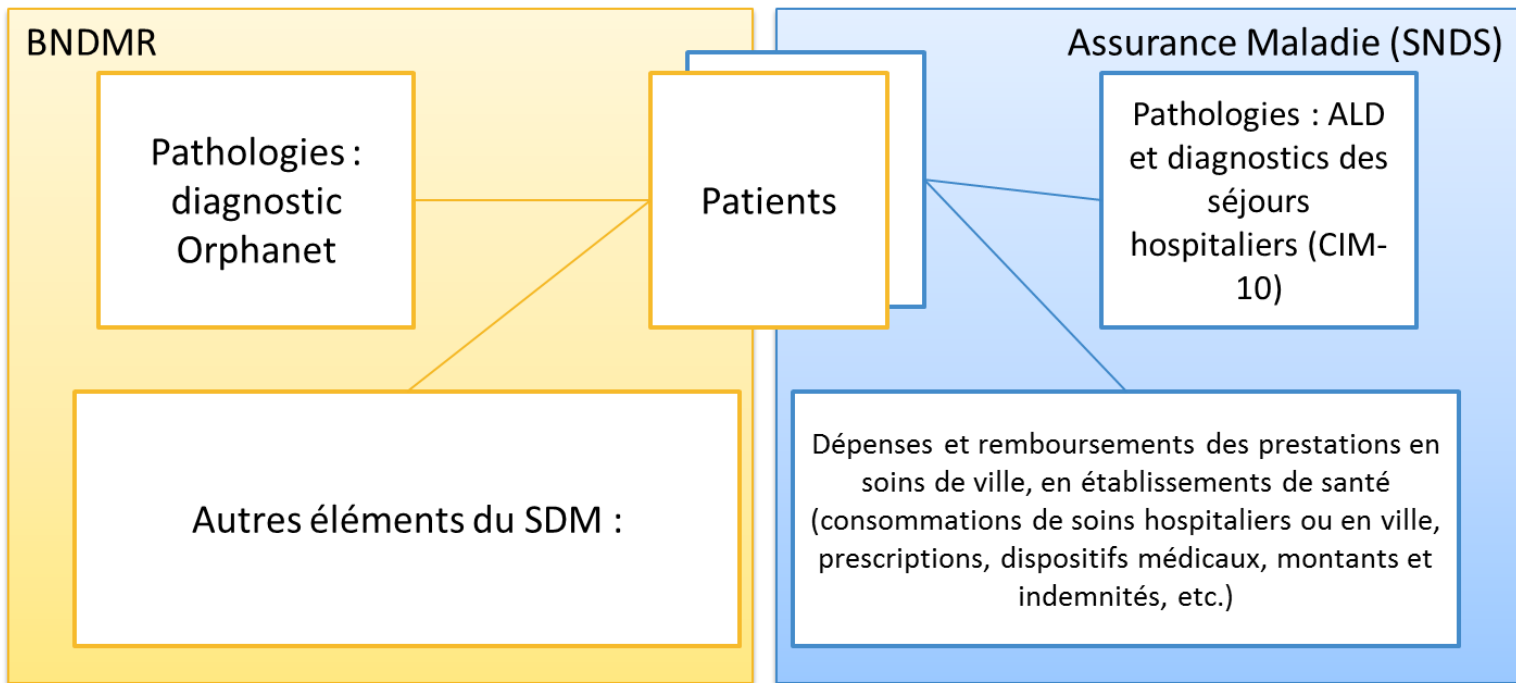 BNDMR
Assurance Maladie (SNDS)
Pathologies :
diagnostic
Orphanet
Patients
Pathologies : ALD
et diagnostics des
séjours
hospitaliers (CIM-
10)
Autres éléments du SDM :
Dépenses et remboursements des prestations en
soins de ville, en établissements de santé
(consommations de soins hospitaliers ou en ville,
prescriptions, dispositifs médicaux, montants et
indemnités, etc.)